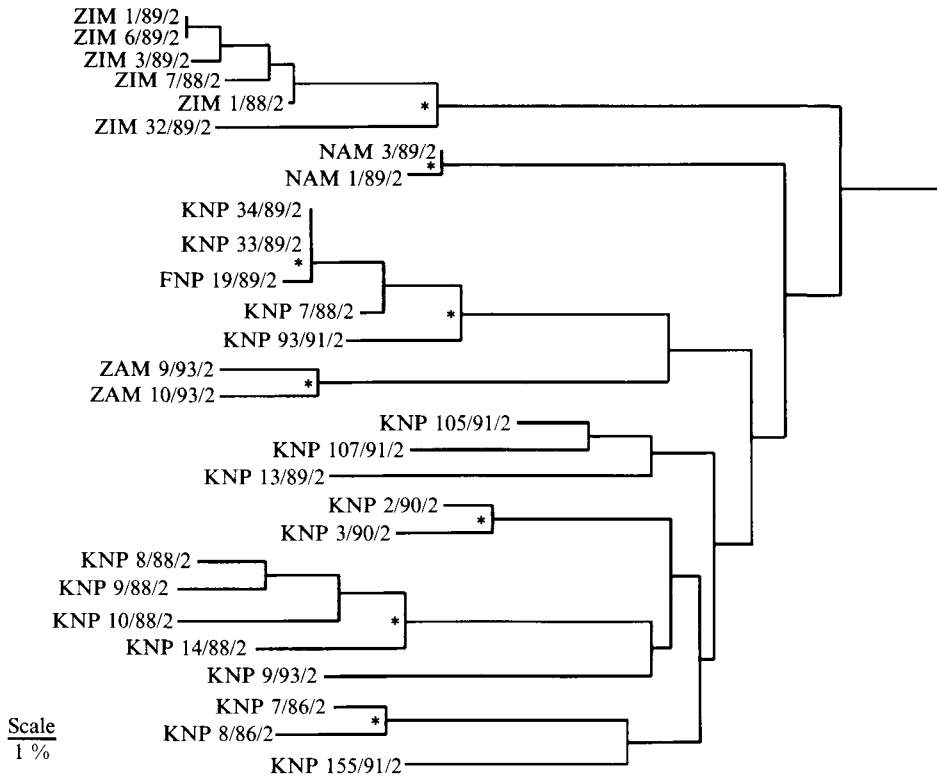 ZIM 1/89/2
ZIM 6/89/2
ZIM 3/89/2
ZIM 7/88/2
ZIM 1/88/2
*
ZIM 32/89/2
NAM 3/89/2
*
NAM 1/89/2
KNP 34/89/2
KNP 33/89/2
*
FNP 19/89/2
KNP 7/88/2
*
KNP 93/91/2
ZAM 9/93/2
*
ZAM 10/93/2
KNP 105/91/2
KNP 107/91/2
KNP 13/89/2
KNP 2/90/2
*
KNP 3/90/2
KNP 8/88/2
KNP 9/88/2
KNP 10/88/2
*
KNP 14/88/2
KNP 9/93/2
KNP 7/86/2
*
KNP 8/86/2
KNP 155/91/2
Scale
1 %